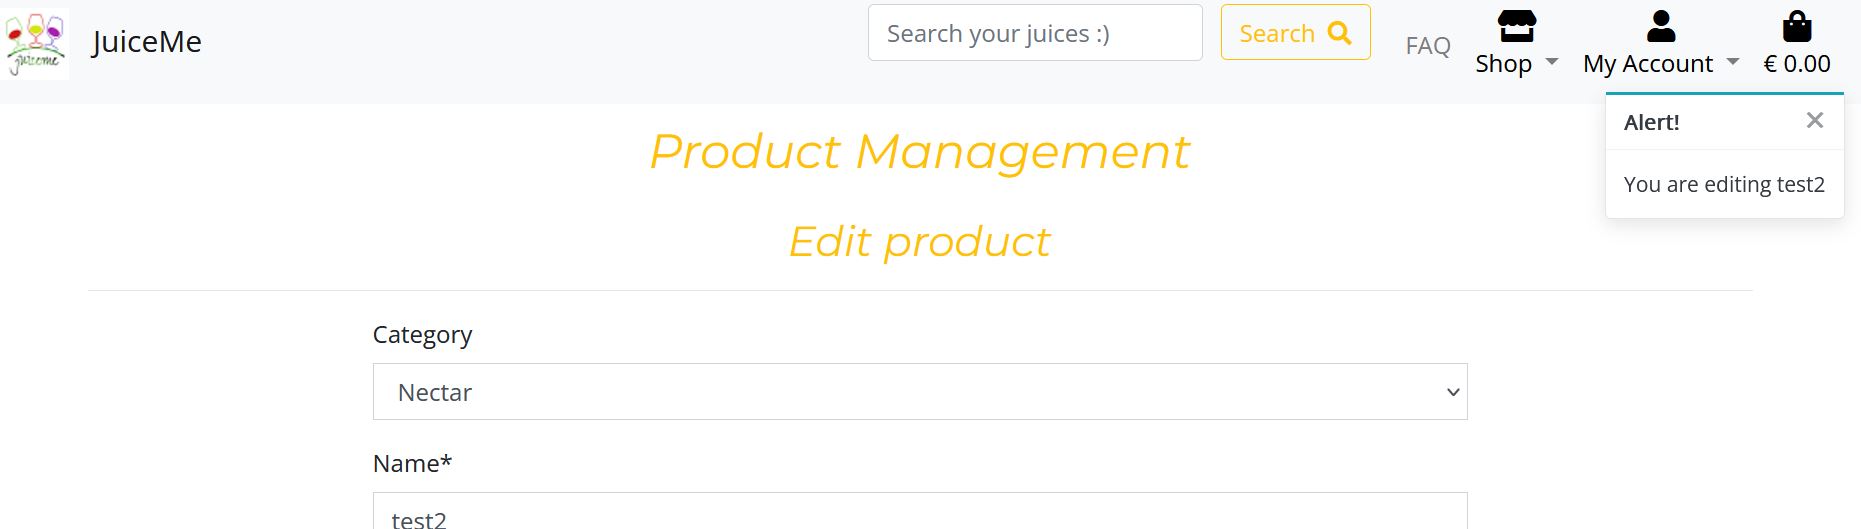 juiceme
JuiceMe
Search your juices :)
Search
FAQ
Shop
My Account
€ 0.00
Alert!
You are editing test2
Product Management
Edit product
Category
Nectar
Name*
test2